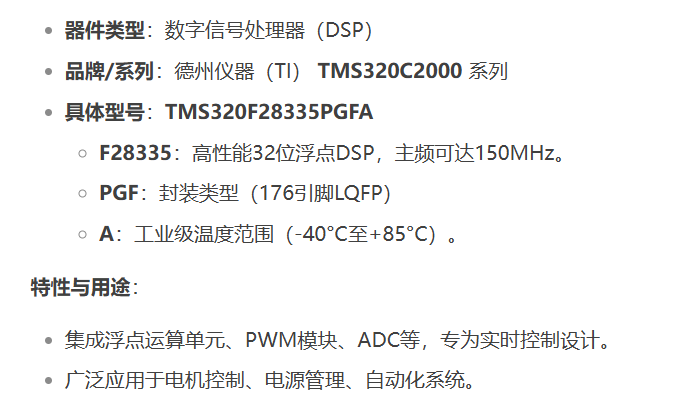 器件类型：数字信号处理器（DSP）
品牌/系列：德州仪器（TI） TMS320C2000 系列
具体型号：TMS320F28335PGFA
F28335：高性能32位浮点DSP，主频可达150MHz。
PGF：封装类型（176引脚LQFP）
A：工业级温度范围（-40°C至+85°C）。
特性与用途：
集成浮点运算单元、PWM模块、ADC等，专为实时控制设计。
广泛应用于电机控制、电源管理、自动化系统。